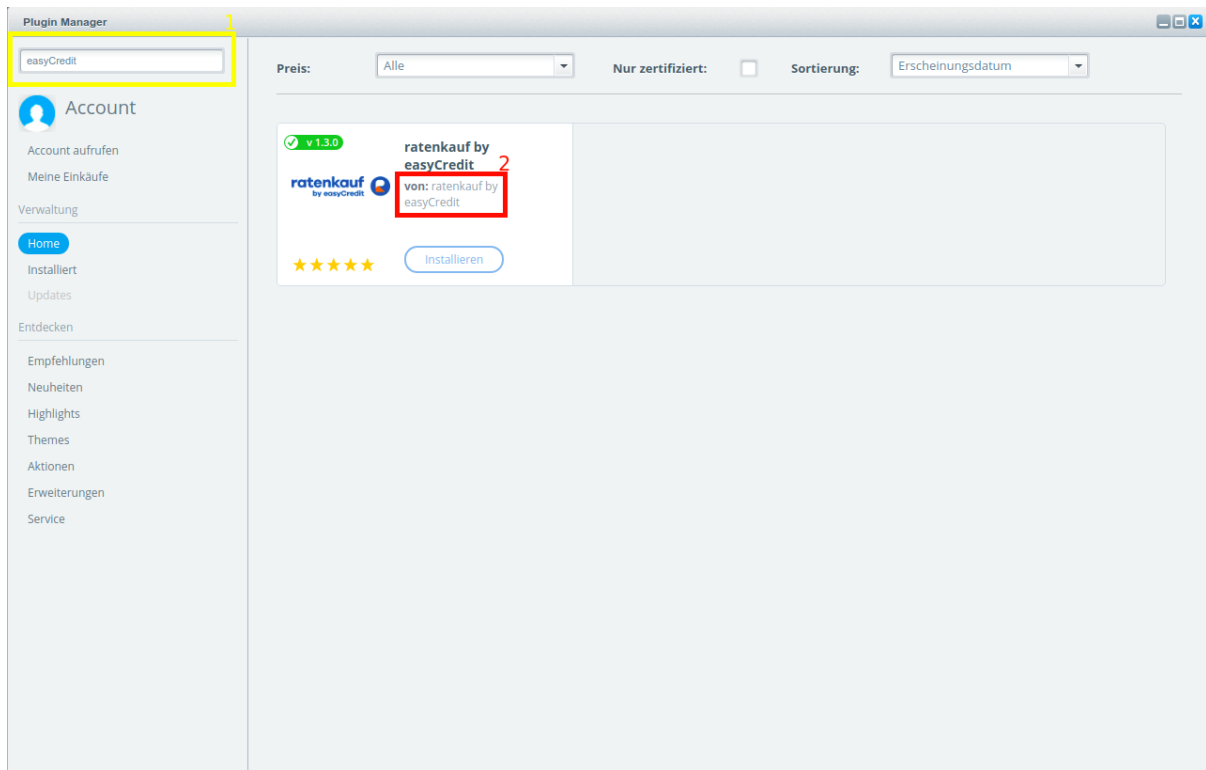 Plugin Manager
1
easyCredit
Account
Account aufrufen
Meine Einkäufe
Verwaltung
Home
Installiert
Updates
Entdecken
Empfehlungen
Neuheiten
Highlights
Themes
Aktionen
Erweiterungen
Service
Preis: Alle Nur zertifiziert: Sortierung: Erscheinungsdatum
v 1.3.0
ratenkauf
by easyCredit
ratenkauf by
easyCredit
2
von: ratenkauf by
easyCredit
Installieren